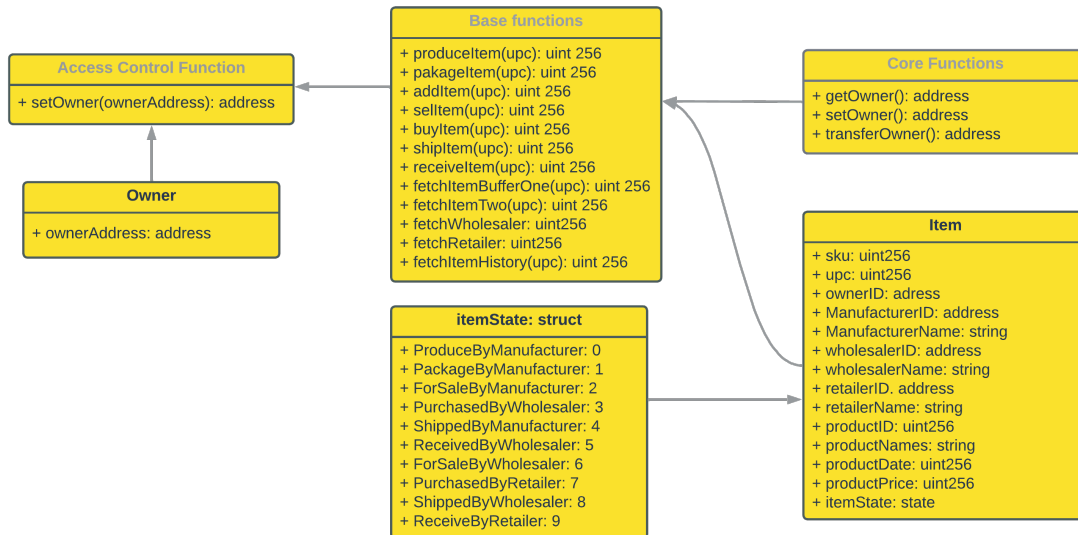 Access Control Function
+ setOwner(ownerAddress): address
Owner
+ ownerAddress: address
Base functions
+ produceItem(upc): uint 256
+ pakageItem(upc): uint 256
+ addItem(upc): uint 256
+ selItem(upc): uint 256
+ buyItem(upc): uint 256
+ shipItem(upc): uint 256
+ receiveItem(upc): uint 256
+ fetchItemBufferOne(upc): uint 256
+ fetchItemTwo(upc): uint 256
+ fetchWholesaler: uint256
+ fetchRetailer: uint256
+ fetchItemHistory(upc): uint 256
itemState: struct
+ ProduceByManufacturer: 0
+ PackageByManufacturer: 1
+ ForSaleByManufacturer: 2
+ PurchasedByWholesaler: 3
+ ShippedByManufacturer: 4
+ ReceivedByWholesaler: 5
+ ForSaleByWholesaler: 6
+ PurchasedByRetailer: 7
+ ShippedByWholesaler: 8
+ ReceiveByRetailer: 9
Core Functions
+ getOwner(): address
+ setOwner(): address
+ transferOwner(): address
Item
+ sku: uint256
+ upc: uint256
+ ownerID: adress
+ ManufacturerID: address
+ ManufacturerName: string
+ wholesalerID: address
+ wholesalerName: string
+ retailerID. address
+ retailerName: string
+ productID: uint256
+ productNames: string
+ productDate: uint256
+ productPrice: uint256
+ itemState: state